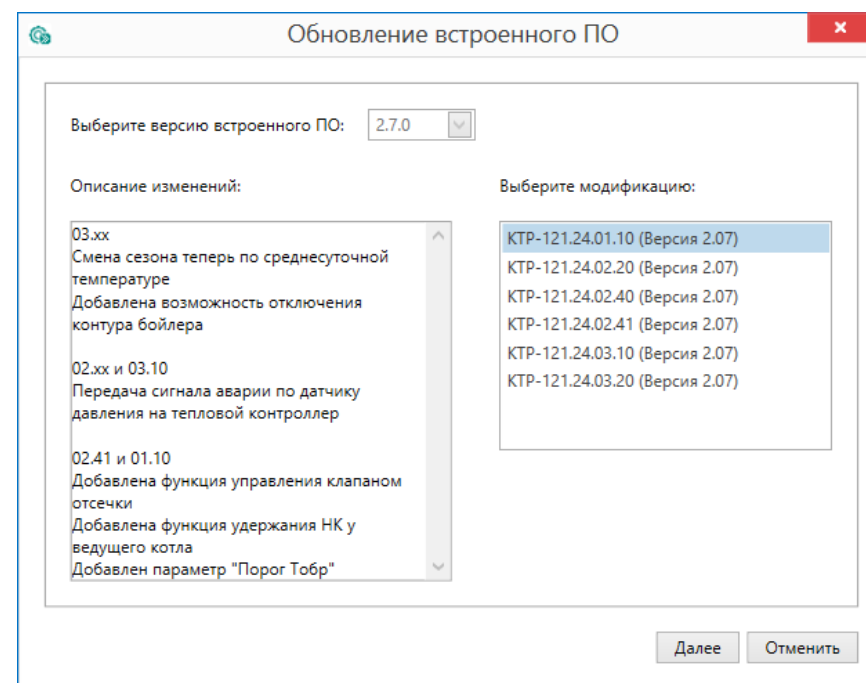 Обновление встроенного ПО
Выберите версию встроенного ПО: 2.7.0
Описание изменений:
03.xx
Смена сезона теперь по среднесуточной
температуре
Добавлена возможность отключения
контура бойлера
02.xx и 03.10
Передача сигнала аварии по датчику
давления на тепловой контроллер
02.41 и 01.10
Добавлена функция управления клапаном
отсечки
Добавлена функция удержания НК у
ведущего котла
Добавлен параметр "Порог Тобр"
Выберите модификацию:
КТР-121.24.01.10 (Версия 2.07)
КТР-121.24.02.20 (Версия 2.07)
КТР-121.24.02.40 (Версия 2.07)
КТР-121.24.02.41 (Версия 2.07)
КТР-121.24.03.10 (Версия 2.07)
КТР-121.24.03.20 (Версия 2.07)
Далее Отменить